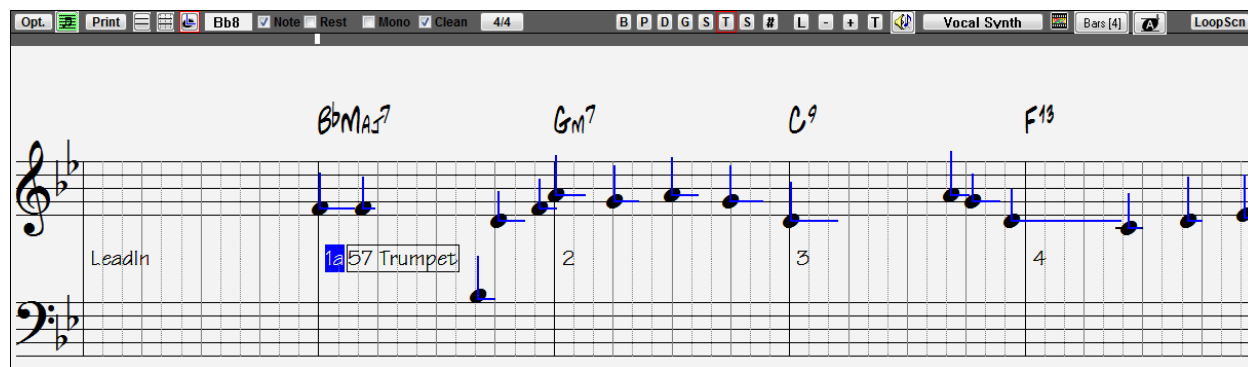 Opt. Print Bb8 Note Rest Mono Clean 4/4 B P D G S T S # L - + T Vocal Synth Bars [4] A LoopScn
B♭MAJ7 GM7 C9 F13
LeadIn 1a 57 Trumpet 2 3 4